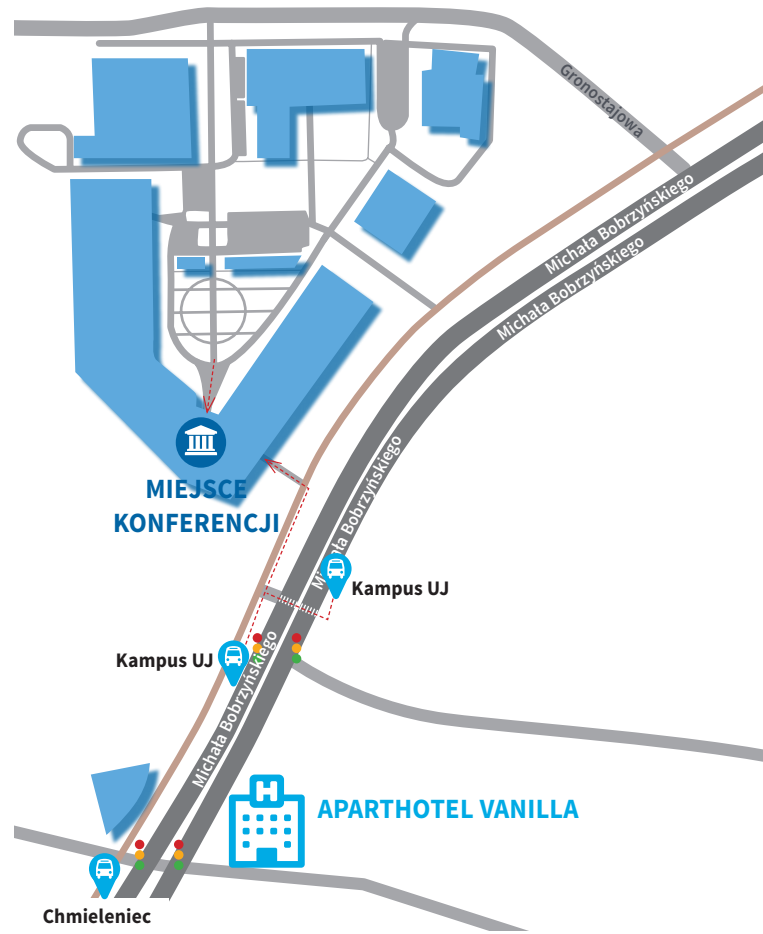 Gronostajowa
Michała Bobrzyńskiego
Michała Bobrzyńskiego
MIEJSCE
KONFERENCJI
Michała Bobrzyńskiego
Kampus UJ
Kampus UJ
Michała Bobrzyńskiego
H
APARTHOTEL VANILLA
Chmieleniec